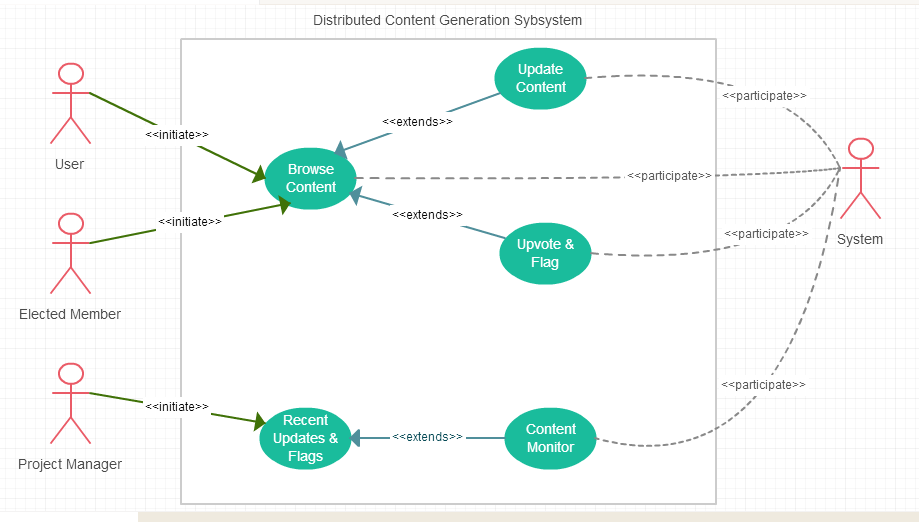 Distributed Content Generation Sybsystem
Update
Content
<<participate>>
<<extends>>
<<initiate>>
User
Browse
Content
<<participate>>
<<initiate>>
<<extends>>
Upvote &
Flag
<<participate>>
System
Elected Member
<<participate>>
<<initiate>>
Recent
Updates &
Flags
<<extends>>
Content
Monitor
Project Manager